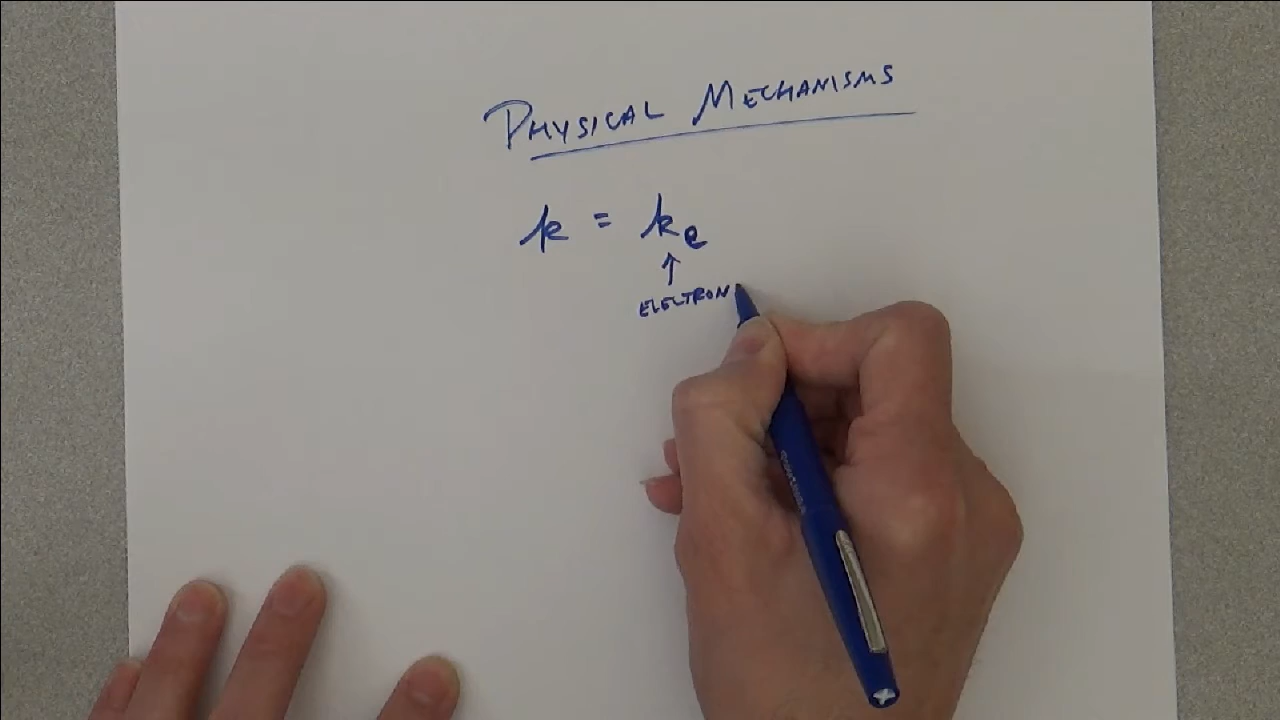 PHYSICAL MECHANISMS
k = ke
↑
ELECTRON